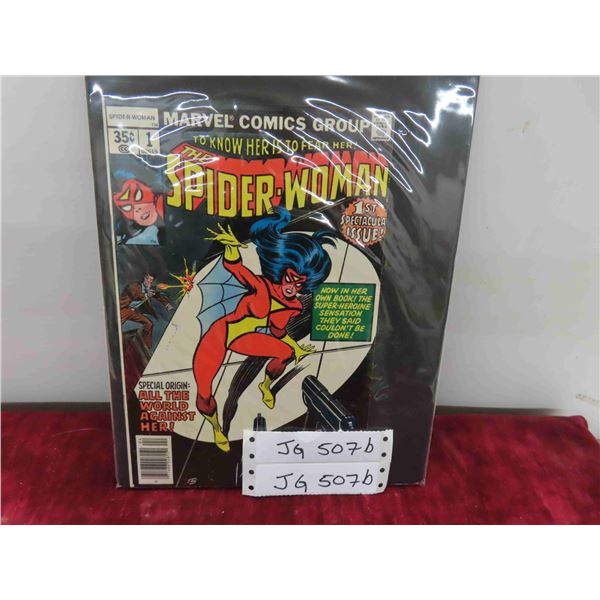 SPIDER-WOMAN
MARVEL® COMICS GROUP
35¢ 1
TO KNOW HER IS TO FEAR HER!
THE
SPIDER-WOMAN
1ST
SPECTACULAR
ISSUE!
NOW IN HER
OWN BOOK! THE
SUPER-HEROINE
SENSATION
THEY SAID
COULDN'T BE
DONE!
SPECIAL ORIGIN:
ALL THE
WORLD
AGAINST
HER!
JG 507b
JG 507b